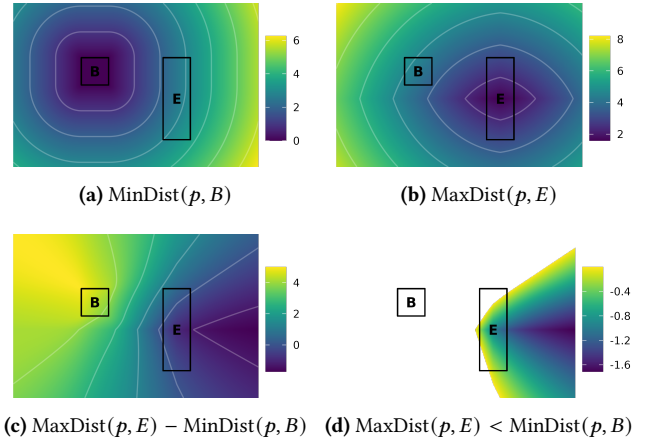 B
E
6
4
2
0
(a) MinDist(p, B)
B
E
8
6
4
2
(b) MaxDist(p, E)
B
E
4
2
0
(c) MaxDist(p, E) − MinDist(p, B)
B
E
-0.4
-0.8
-1.2
-1.6
(d) MaxDist(p, E) < MinDist(p, B)